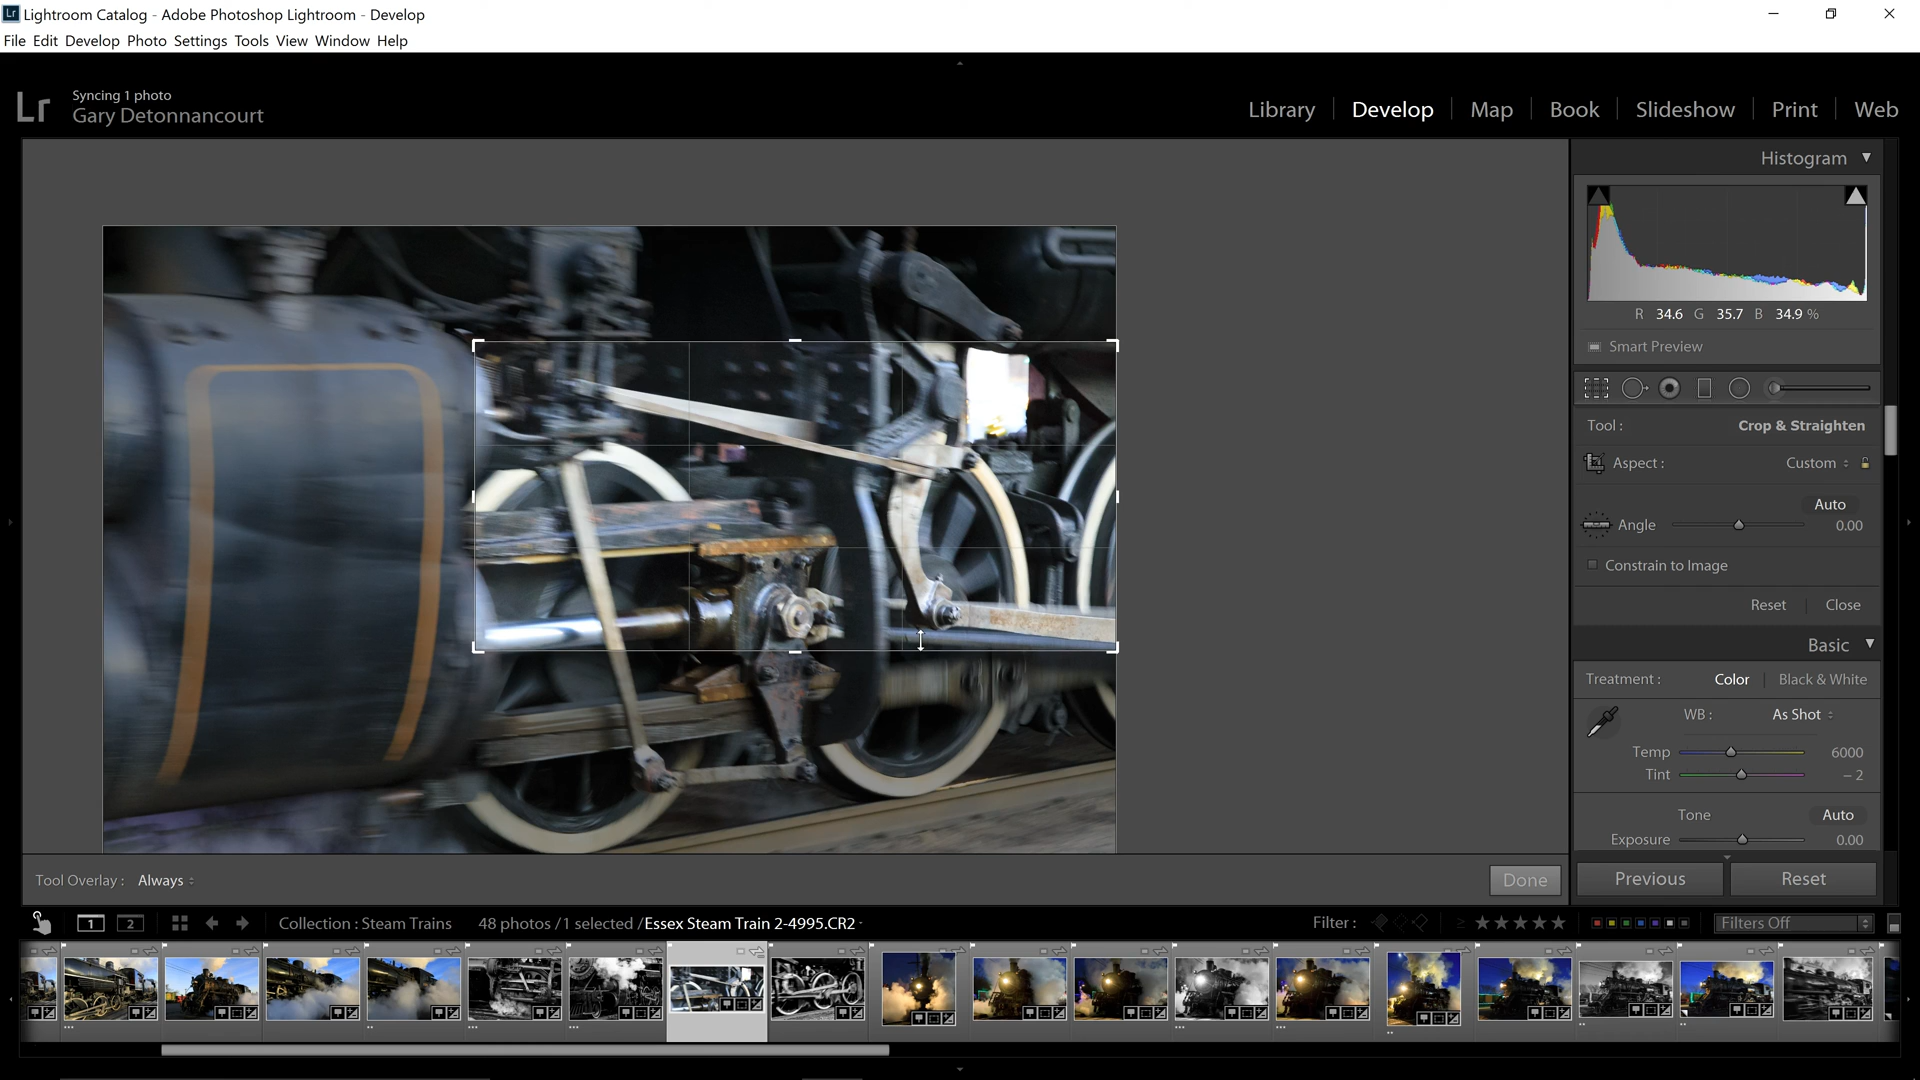 Lr Lightroom Catalog - Adobe Photoshop Lightroom - Develop
File Edit Develop Photo Settings Tools View Window Help
Lr
Syncing 1 photo
Gary Detonnancourt
Library Develop Map Book Slideshow Print Web
Histogram
R 34.6 G 35.7 B 34.9 %
Smart Preview
Tool : Crop & Straighten
Aspect : Custom
Auto
Angle 0.00
Constrain to Image
Reset Close
Basic
Treatment : Color Black & White
WB : As Shot
Temp 6000
Tint – 2
Tone Auto
Exposure 0.00
Tool Overlay : Always
Done
Previous Reset
1 2 Collection : Steam Trains 48 photos /1 selected /Essex Steam Train 2-4995.CR2
Filter : ≥ Filters Off